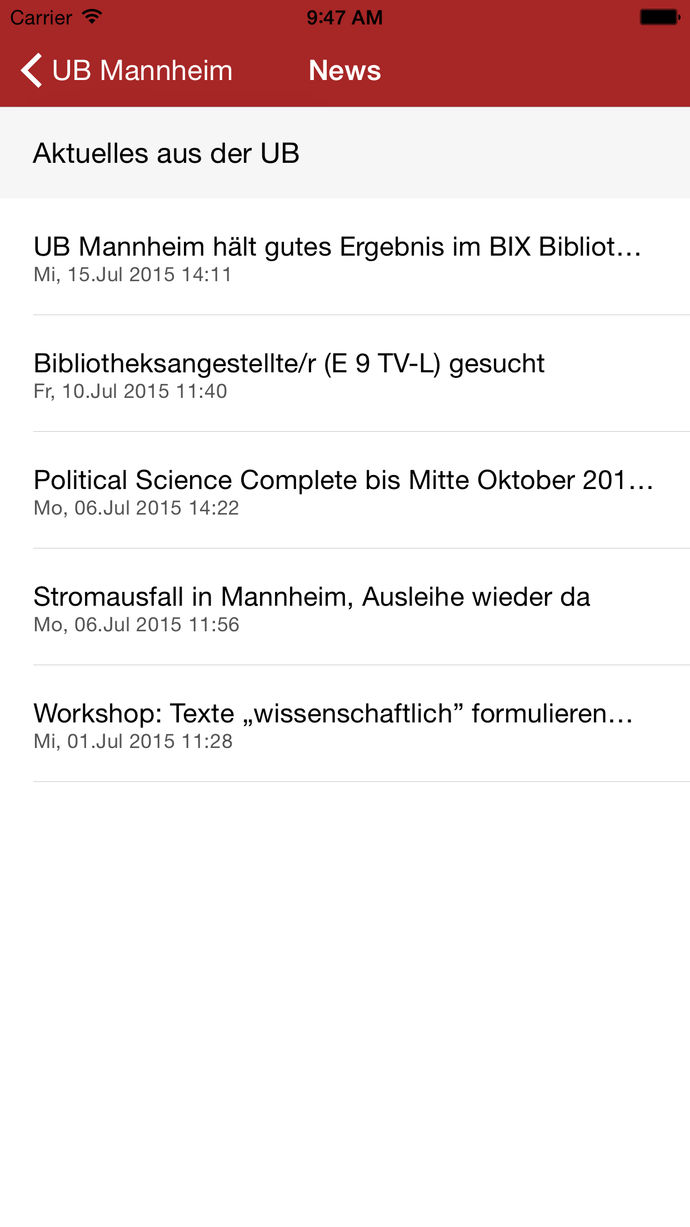 Carrier 9:47 AM
UB Mannheim News
Aktuelles aus der UB
UB Mannheim hält gutes Ergebnis im BIX Bibliot…
Mi, 15.Jul 2015 14:11
Bibliotheksangestellte/r (E 9 TV-L) gesucht
Fr, 10.Jul 2015 11:40
Political Science Complete bis Mitte Oktober 201…
Mo, 06.Jul 2015 14:22
Stromausfall in Mannheim, Ausleihe wieder da
Mo, 06.Jul 2015 11:56
Workshop: Texte „wissenschaftlich” formulieren…
Mi, 01.Jul 2015 11:28